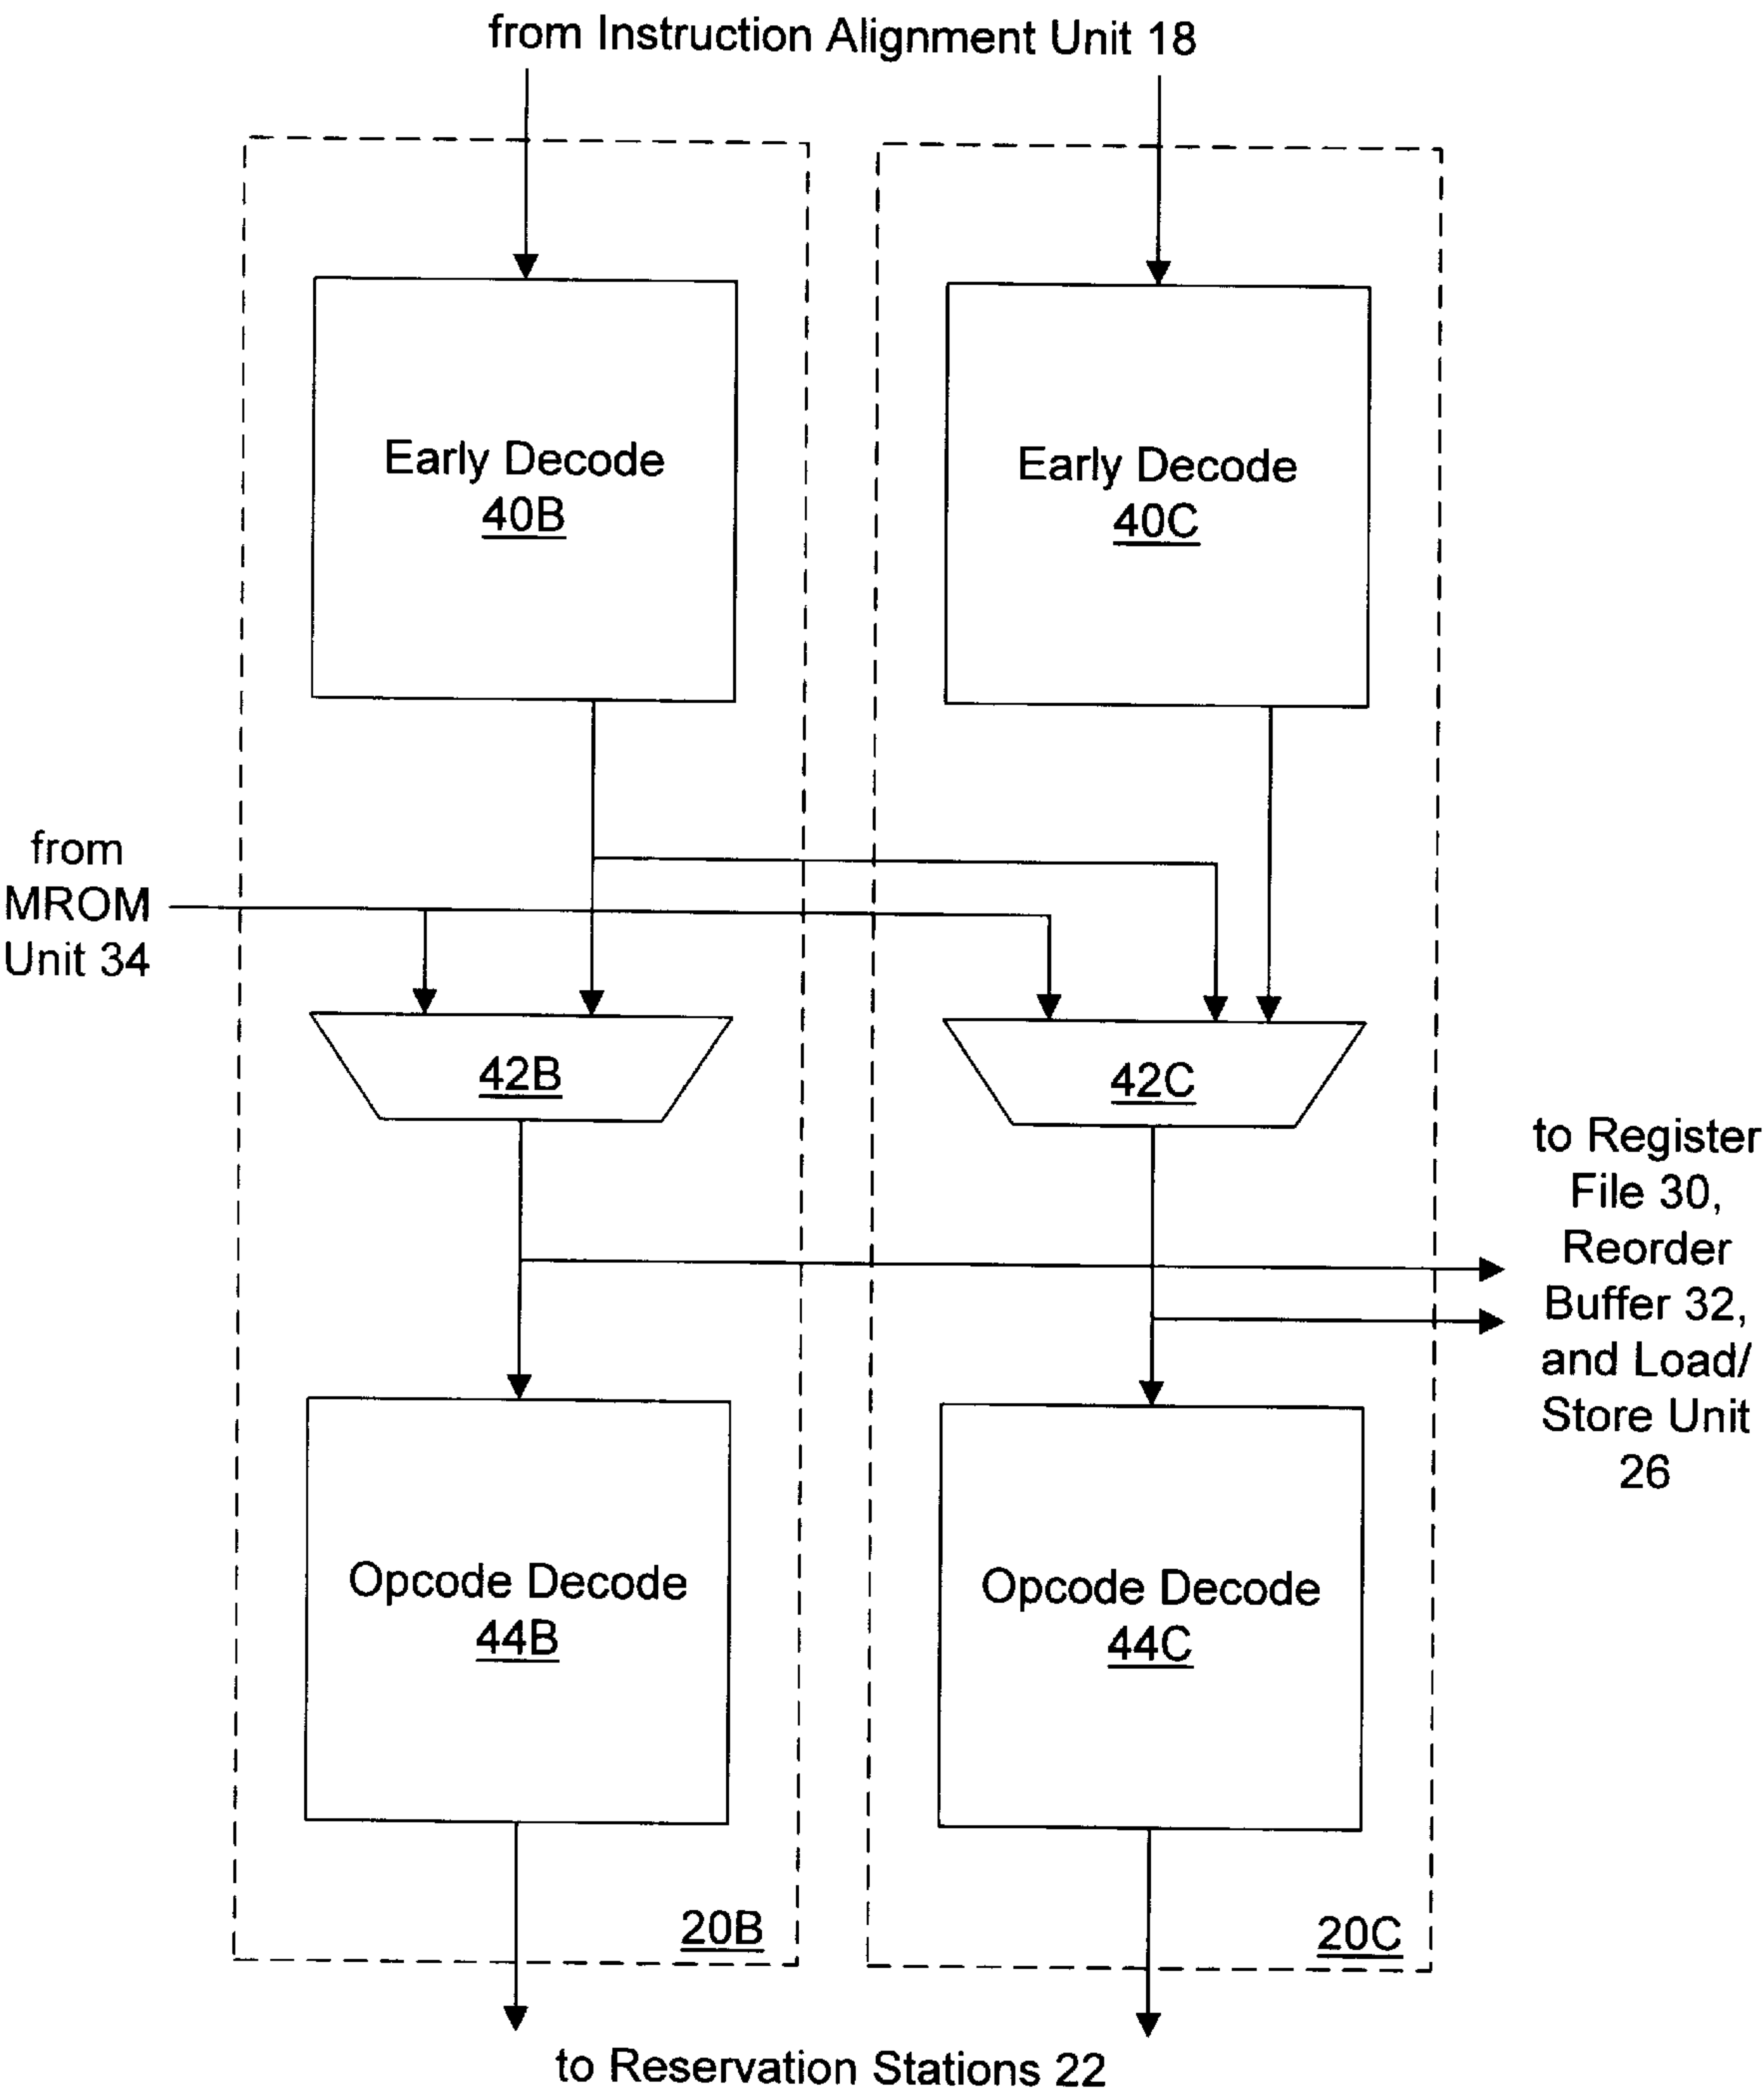 from Instruction Alignment Unit 18
Early Decode
40B
Early Decode
40C
from
MROM
Unit 34
42B
42C
to Register
File 30,
Reorder
Buffer 32,
and Load/
Store Unit
26
Opcode Decode
44B
Opcode Decode
44C
20B
20C
to Reservation Stations 22